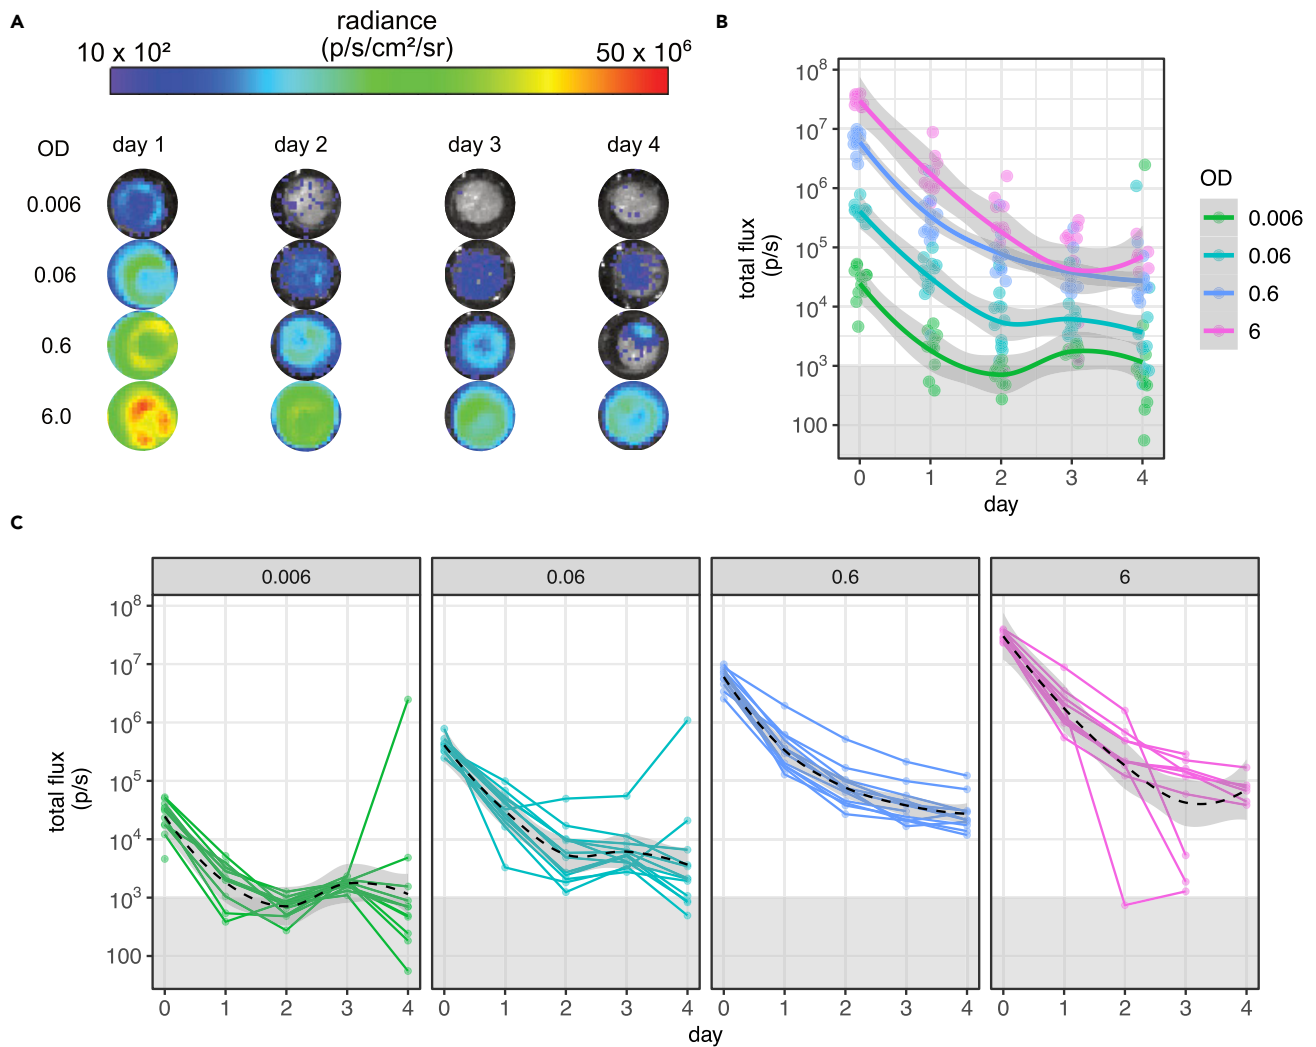 A
radiance
(p/s/cm²/sr)
10 x 10² 50 x 10⁶
OD day 1 day 2 day 3 day 4
0.006
0.06
0.6
6.0
B
10⁸
10⁷
10⁶
10⁵
10⁴
10³
100
total flux
(p/s)
0 1 2 3 4
day
OD
0.006
0.06
0.6
6
C
0.006 0.06 0.6 6
10⁸
10⁷
10⁶
10⁵
10⁴
10³
100
total flux
(p/s)
0 1 2 3 4 0 1 2 3 4 0 1 2 3 4 0 1 2 3 4
day